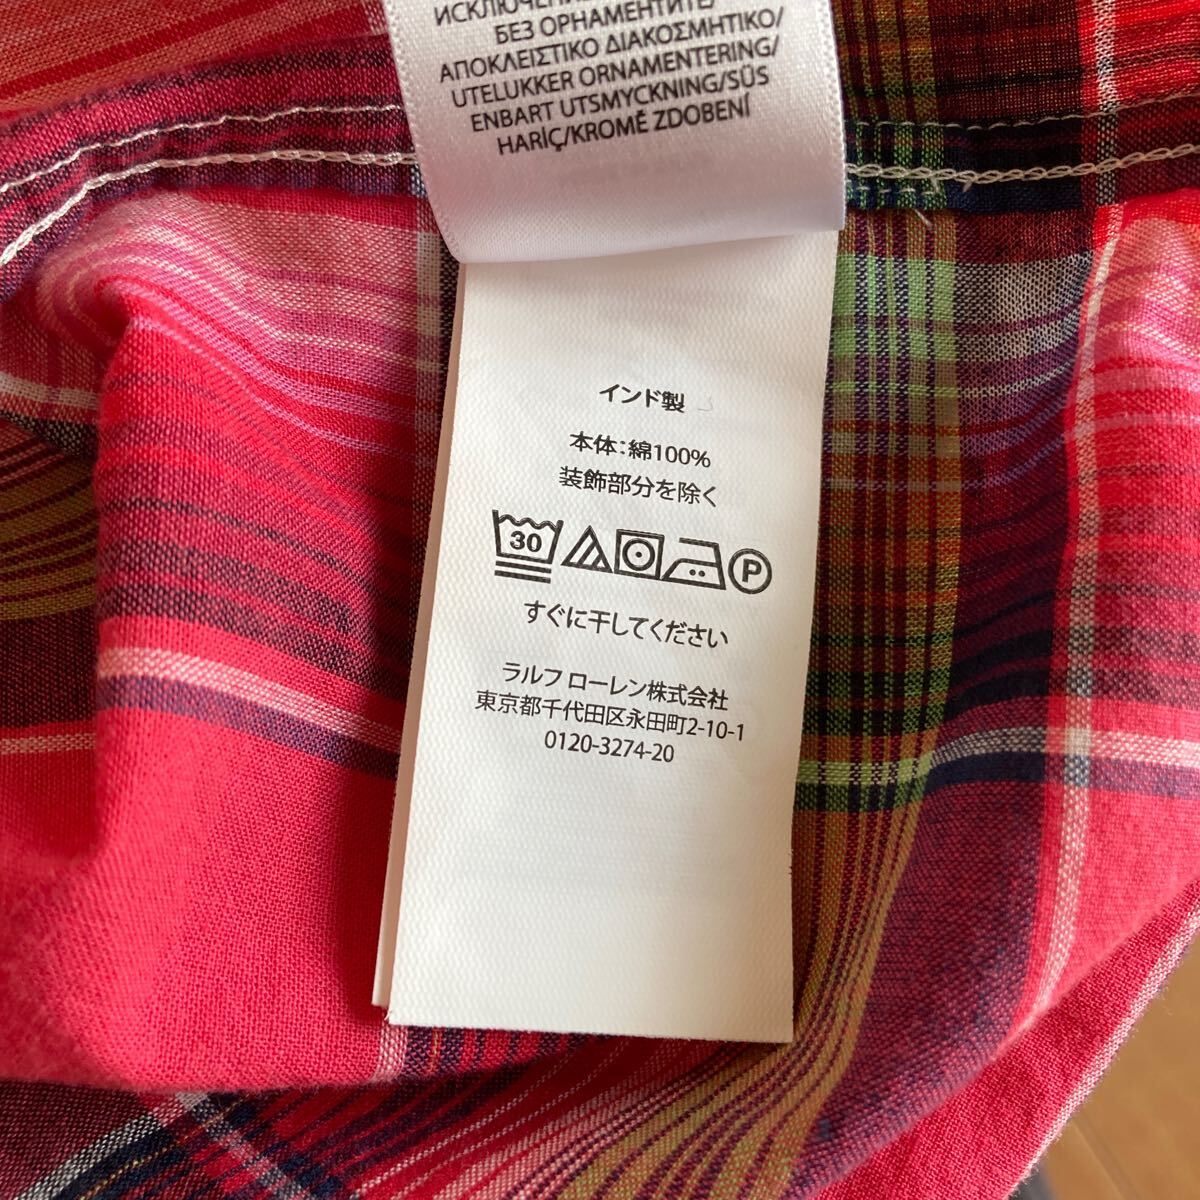 БЕЗ ОРНАМЕНТИТЕ/
ΑΠΟΚΛΕΙΣΤΙΚΟ ΔΙΑΚΟΣΜΗΤΙΚΟ/
UTELUKKER ORNAMENTERING/
ENBART UTSMYCKNING/SÜS
HARİÇ/KROMĚ ZDOBENÍ
インド製
本体:綿100%
装飾部分を除く
30 P
すぐに干してください
ラルフ ローレン株式会社
東京都千代田区永田町2-10-1
0120-3274-20